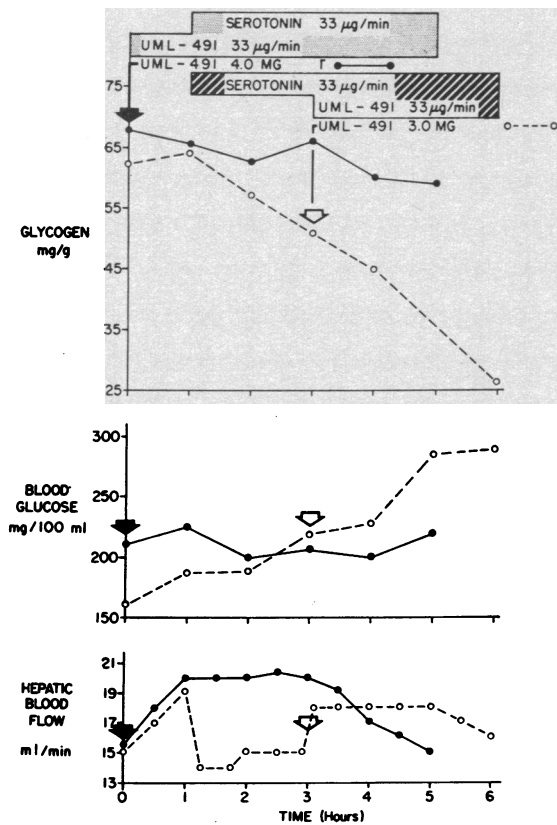 SEROTONIN 33 µg/min
UML-491 33 µg/min
UML-491 4.0 MG
SEROTONIN 33 µg/min
UML-491 33 µg/min
UML-491 3.0 MG
75
65
45
25
GLYCOGEN
mg/g
300
250
200
150
BLOOD
GLUCOSE
mg/100 ml
21
19
17
15
13
HEPATIC
BLOOD
FLOW
ml/min
0 1 2 3 4 5 6
TIME (Hours)